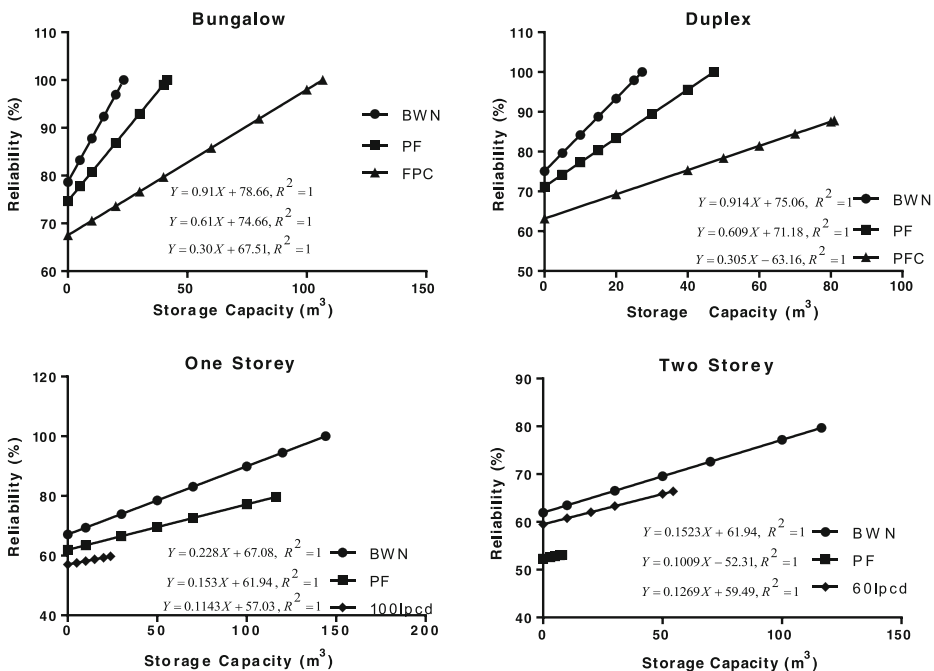 Bungalow
110
100
90
80
70
60
Reliability (%)
0
50
100
150
Storage Capacity (m³)
BWN
PF
FPC
Y = 0.91X + 78.66, R² = 1
Y = 0.61X + 74.66, R² = 1
Y = 0.30X + 67.51, R² = 1
Duplex
110
100
90
80
70
60
50
Reliability (%)
0
20
40
60
80
100
Storage Capacity (m³)
Y = 0.914X + 75.06, R² = 1
BWN
Y = 0.609X + 71.18, R² = 1
PF
Y = 0.305X − 63.16, R² = 1
PFC
One Storey
120
100
80
60
40
Reliability (%)
0
50
100
150
200
Storage Capacity (m³)
Y = 0.228X + 67.08, R² = 1
BWN
Y = 0.153X + 61.94, R² = 1
PF
Y = 0.1143X + 57.03, R² = 1
100lpcd
Two Storey
90
80
70
60
50
40
Reliability (%)
0
50
100
150
Storage Capacity (m³)
Y = 0.1523X + 61.94, R² = 1
BWN
Y = 0.1009X − 52.31, R² = 1
PF
Y = 0.1269X + 59.49, R² = 1
60lpcd